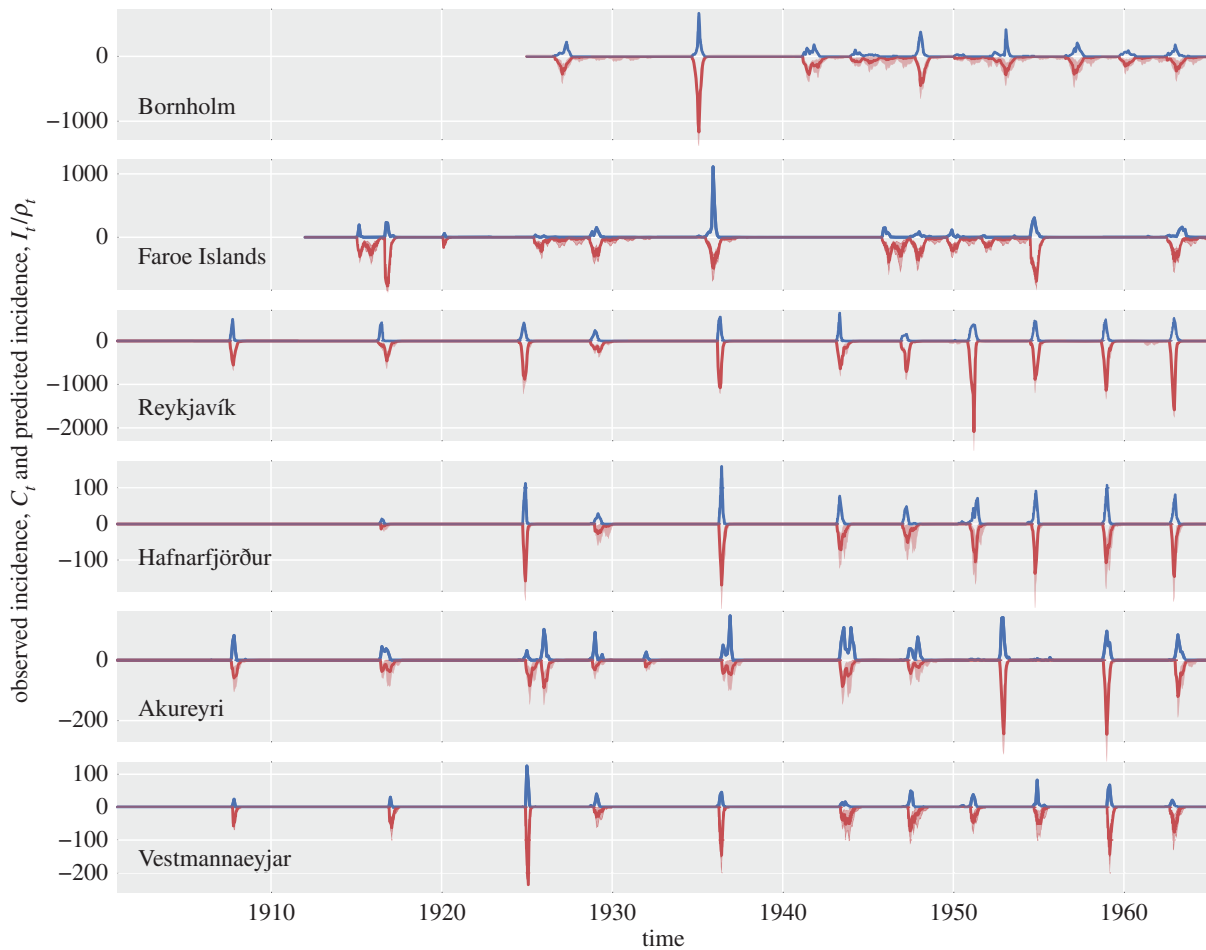 observed incidence, C_t and predicted incidence, I_t/ρ_t
0
−1000
Bornholm
1000
0
Faroe Islands
0
−1000
−2000
Reykjavík
100
0
−100
Hafnarfjörður
0
−200
Akureyri
100
0
−100
−200
Vestmannaeyjar
1910 1920 1930 1940 1950 1960
time